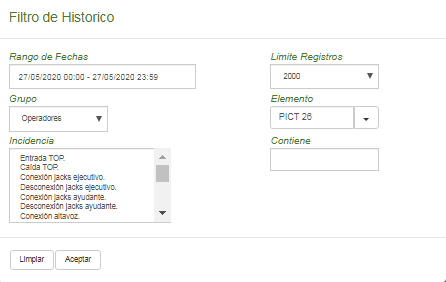 Filtro de Historico
Rango de Fechas
Limite Registros
27/05/2020 00:00 - 27/05/2020 23:59
2000
Grupo
Elemento
Operadores
PICT 26
Incidencia
Contiene
Entrada TOP.
Caída TOP.
Conexión jacks ejecutivo.
Desconexión jacks ejecutivo.
Conexión jacks ayudante.
Desconexión jacks ayudante.
Conexión altavoz.
Limpiar
Aceptar